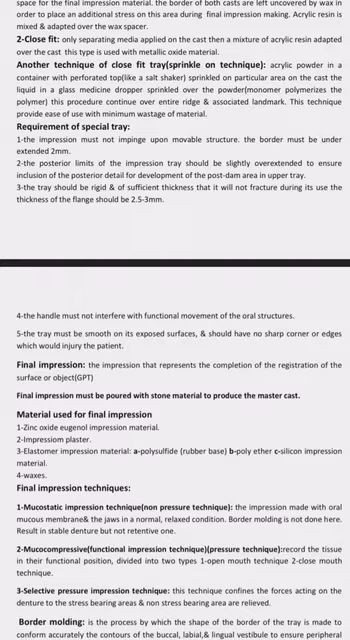 space for the final impression material. the border of both casts are left uncovered by wax in
order to place an additional stress on this area during  final impression making. Acrylic resin is
mixed & adapted over the wax spacer.
2-Close fit: only separating media applied on the cast then a mixture of acrylic resin adapted
over the cast  this type is used with metallic oxide material.
Another technique of close fit tray(sprinkle on technique): acrylic powder in a
container with perforated top(like a salt shaker) sprinkled on particular area on the cast the
liquid in a glass medicine dropper sprinkled over the powder(monomer polymerizes the
polymer) this procedure continue over entire ridge & associated landmark. This technique
provide ease of use with minimum wastage of material.
Requirement of special tray:
1-the impression must not impinge upon movable structure. the border must be under
extended 2mm.
2-the posterior limits of the impression tray should be slightly overextended to ensure
inclusion of the posterior detail for development of the post-dam area in upper tray.
3-the tray should be rigid & of sufficient thickness that it will not fracture during its use the
thickness of the flange should be 2.5-3mm.
4-the handle must not interfere with functional movement of the oral structures.
5-the tray must be smooth on its exposed surfaces, & should have no sharp corner or edges
which would injury the patient.
Final impression: the impression that represents the completion of the registration of the
surface or object(GPT)
Final impression must be poured with stone material to produce the master cast.
Material used for final impression
1-Zinc oxide eugenol impression material.
2-Impressiom plaster.
3-Elastomer impression material: a-polysulfide (rubber base) b-poly ether c-silicon impression
material.
4-waxes.
Final impression techniques:
1-Mucostatic impression technique(non pressure technique): the impression made with oral
mucous membrane& the jaws in a normal, relaxed condition. Border molding is not done here.
Result in stable denture but not retentive one.
2-Mucocompressive(functional impression technique)(pressure technique):record the tissue
in their functional position, divided into two types 1-open mouth technique 2-close mouth
technique.
3-Selective pressure impression technique: this technique confines the forces acting on the
denture to the stress bearing areas & non stress bearing area are relieved.
Border molding: is the process by which the shape of the border of the tray is made to
conform accurately the contours of the buccal, labial,& lingual vestibule to ensure peripheral